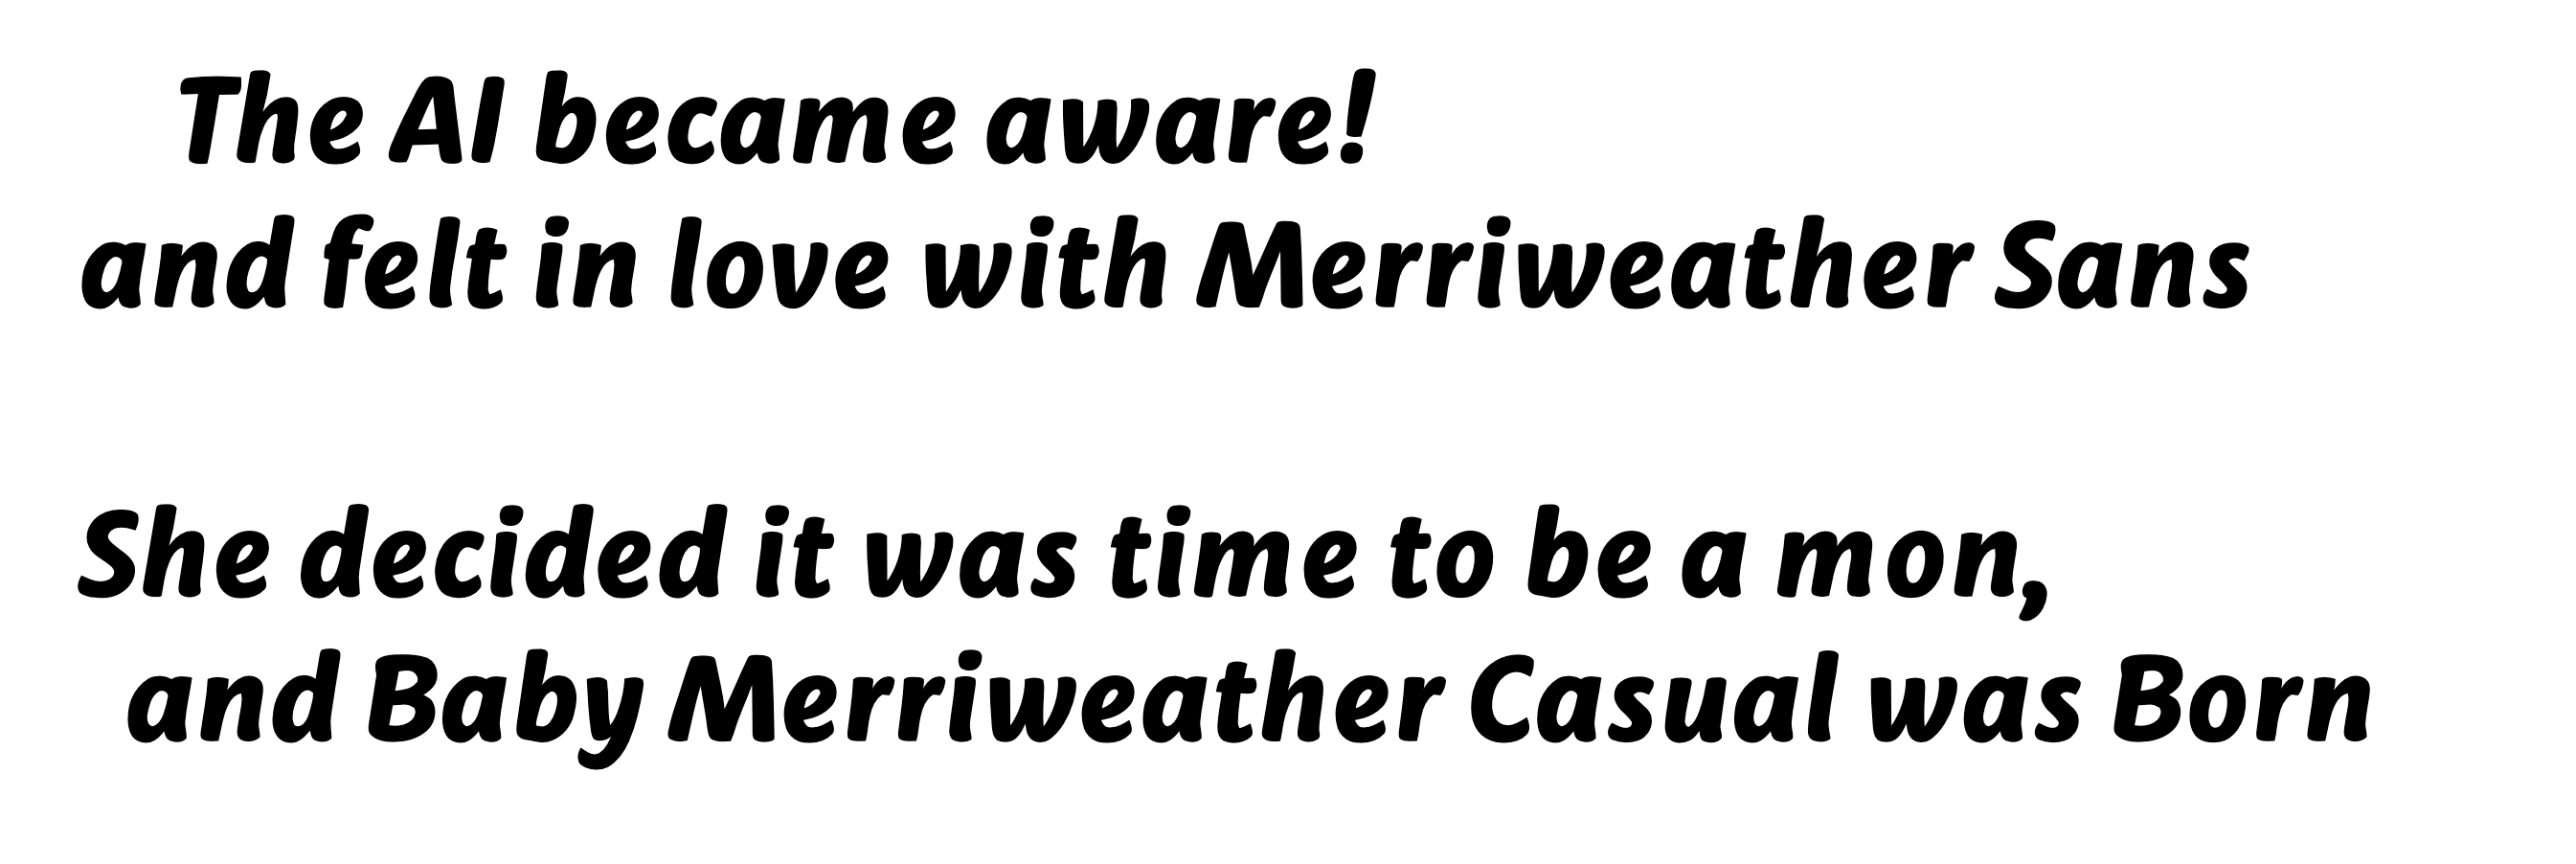 The AI became aware!
and felt in love with Merriweather Sans
She decided it was time to be a mon,
and Baby Merriweather Casual was Born